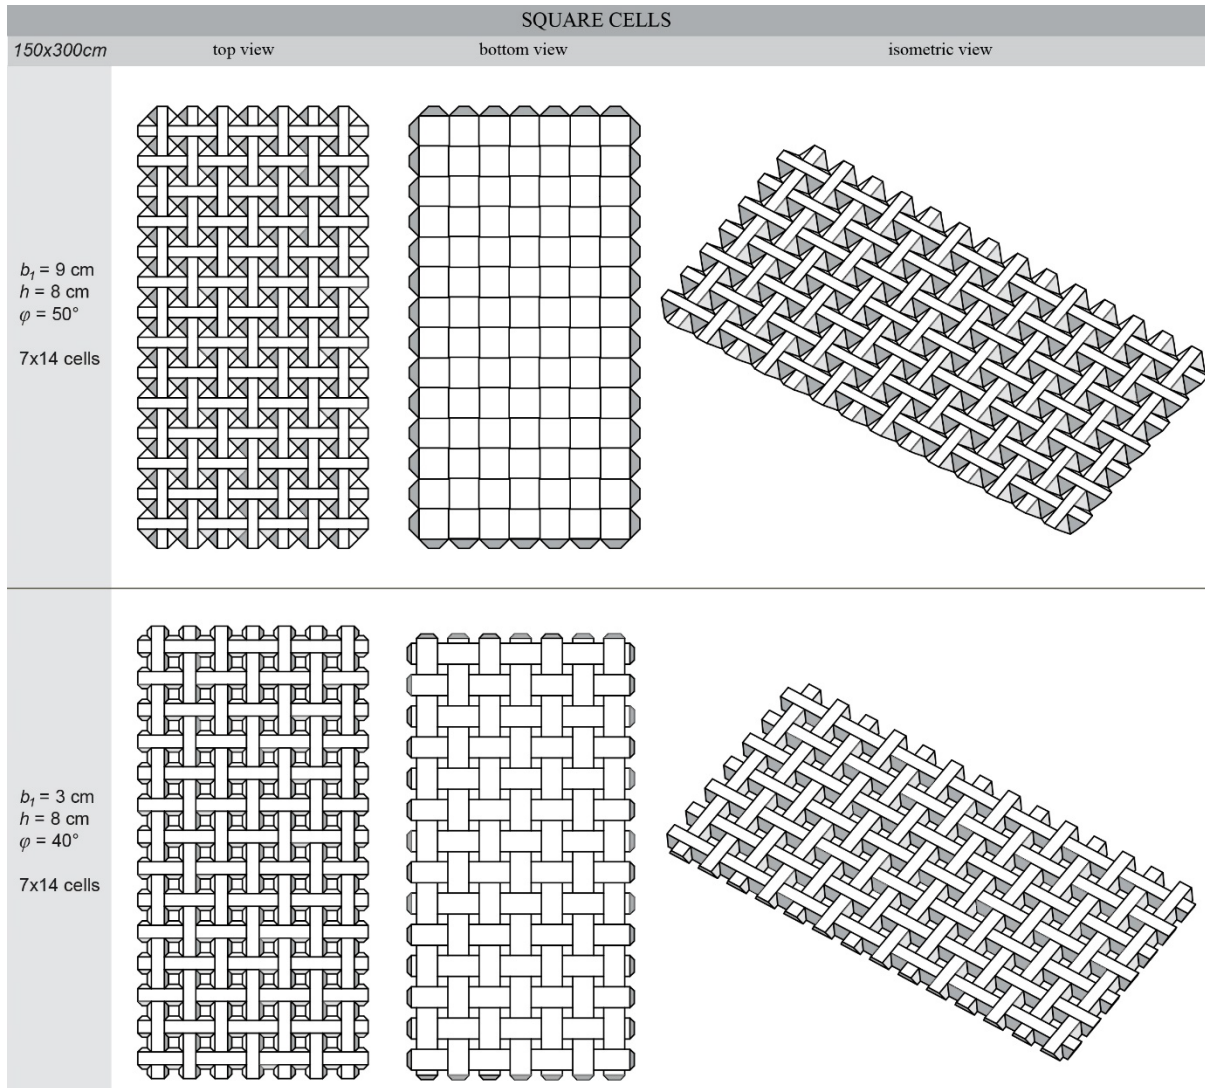 SQUARE CELLS
150x300cm top view bottom view isometric view
b₁ = 9 cm
h = 8 cm
φ = 50°
7x14 cells
b₁ = 3 cm
h = 8 cm
φ = 40°
7x14 cells